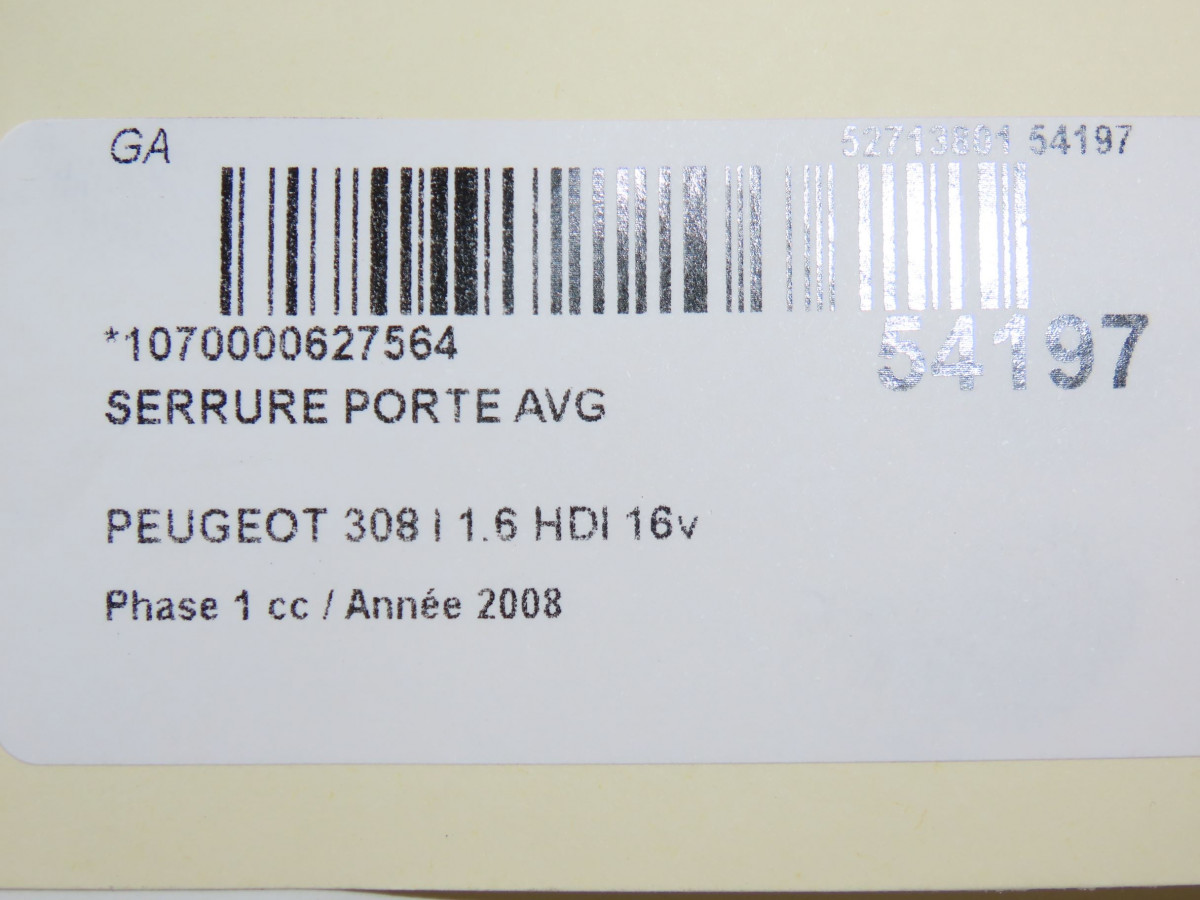 GA
52713801 54197
*1070000627564
54197
SERRURE PORTE AVG
PEUGEOT 308 I 1.6 HDI 16v
Phase 1 cc / Année 2008